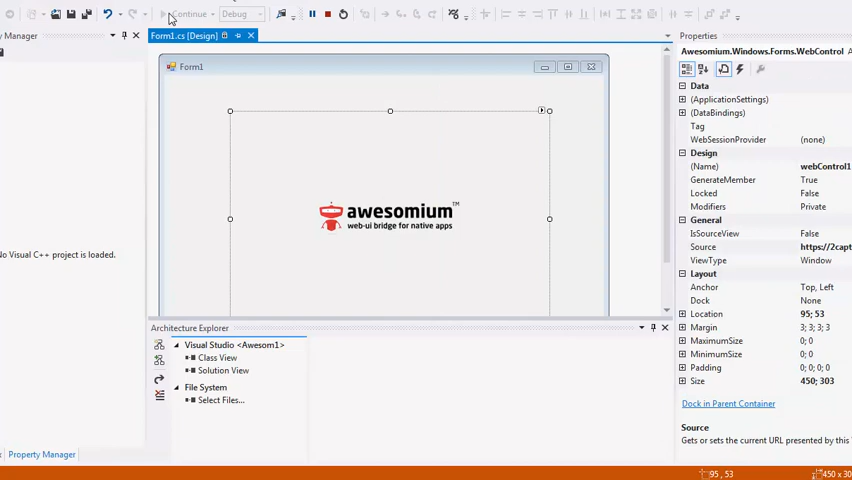 Continue
Debug
y Manager
Form1.cs [Design]
Properties
Awesomium.Windows.Forms.WebControl
Form1
awesomium™
web-ui bridge for native apps
No Visual C++ project is loaded.
Data
(ApplicationSettings)
(DataBindings)
Tag
WebSessionProvider (none)
Design
(Name) webControl1
GenerateMember True
Locked False
Modifiers Private
General
IsSourceView False
Source https://2capt
ViewType Window
Layout
Anchor Top, Left
Dock None
Location 95; 53
Margin 3; 3; 3; 3
MaximumSize 0; 0
MinimumSize 0; 0
Padding 0; 0; 0; 0
Size 450; 303
Dock in Parent Container
Source
Gets or sets the current URL presented by this
Architecture Explorer
Visual Studio <Awesom1>
Class View
Solution View
File System
Select Files...
Property Manager
95 , 53
450 x 30